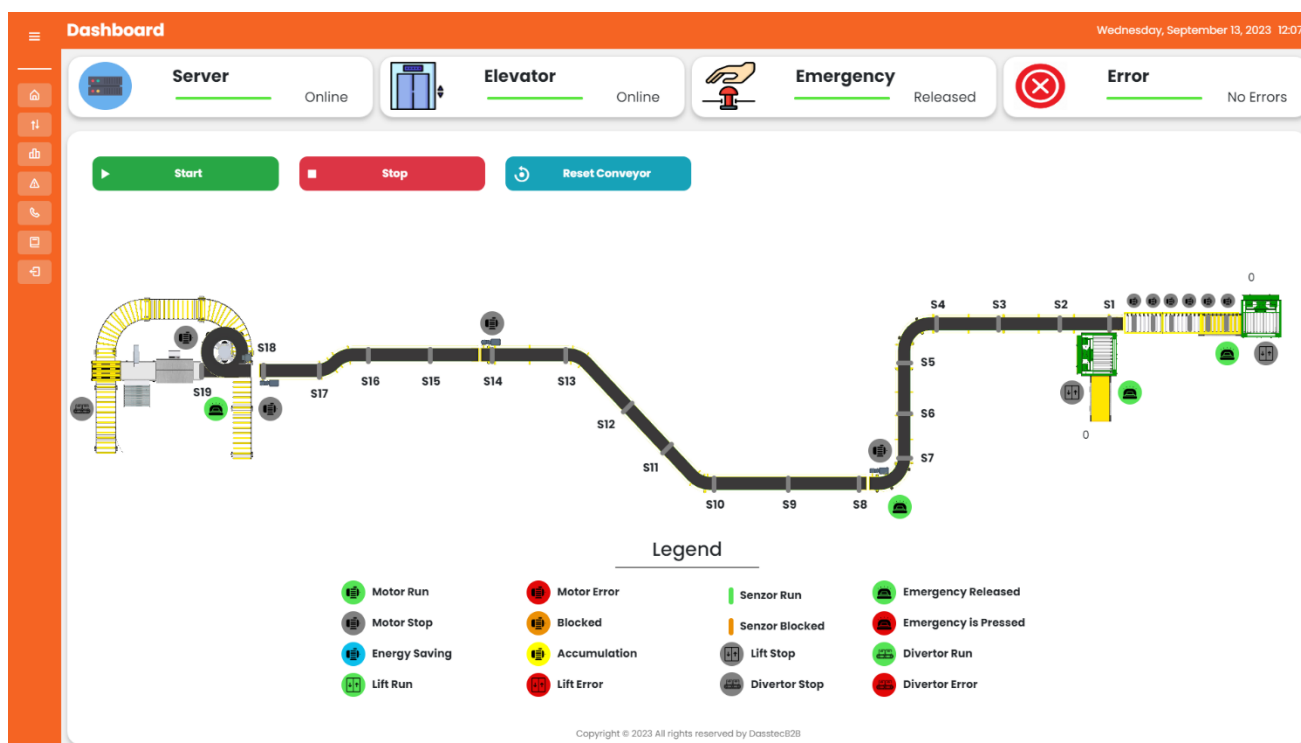 Dashboard
Wednesday, September 13, 2023 12:07
Server
Online
Elevator
Online
Emergency
Released
Error
No Errors
Start
Stop
Reset Conveyor
0
S4 S3 S2 S1
S18
S5
S16 S15 S14 S13
S19
S17
S6
S12
0
S7
S11
S10 S9 S8
Legend
Motor Run
Motor Error
Senzor Run
Emergency Released
Motor Stop
Blocked
Senzor Blocked
Emergency is Pressed
Energy Saving
Accumulation
Lift Stop
Divertor Run
Lift Run
Lift Error
Divertor Stop
Divertor Error
Copyright © 2023 All rights reserved by DasstecB2B